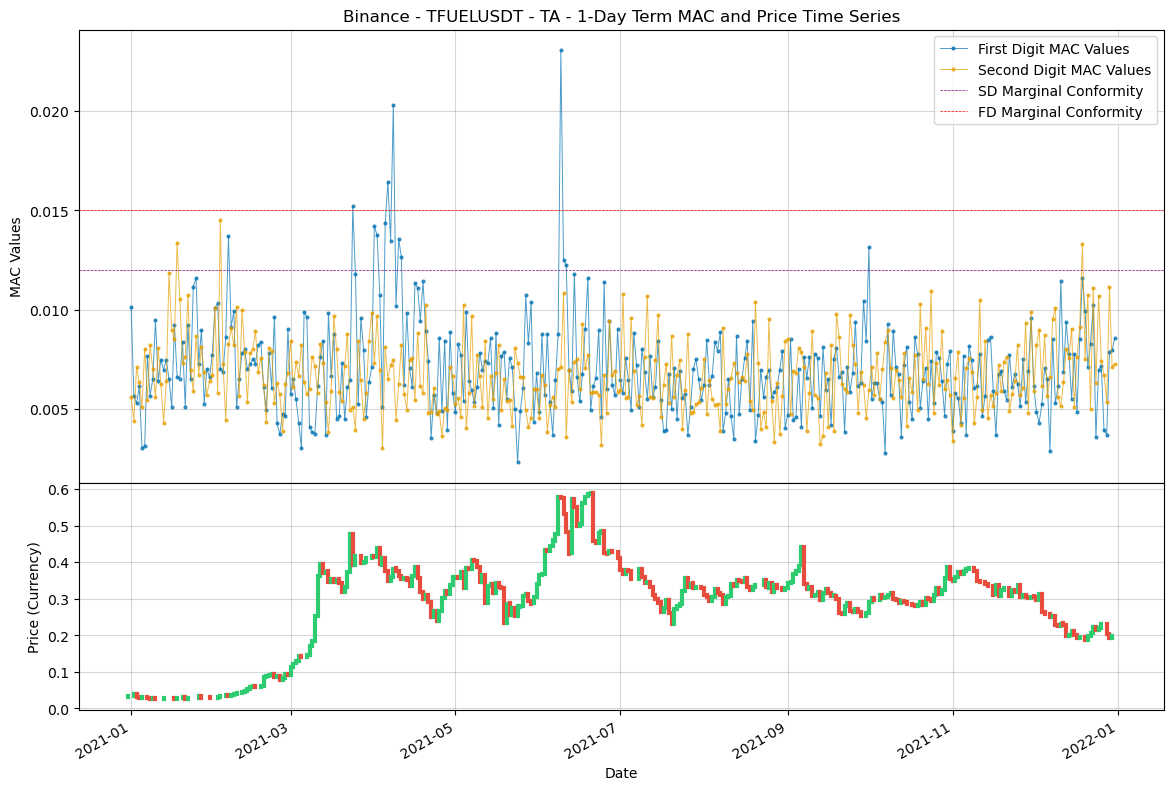 Binance - TFUELUSDT - TA - 1-Day Term MAC and Price Time Series
First Digit MAC Values
Second Digit MAC Values
SD Marginal Conformity
FD Marginal Conformity
MAC Values
0.020
0.015
0.010
0.005
Price (Currency)
0.6
0.5
0.4
0.3
0.2
0.1
0.0
2021-01
2021-03
2021-05
2021-07
2021-09
2021-11
2022-01
Date